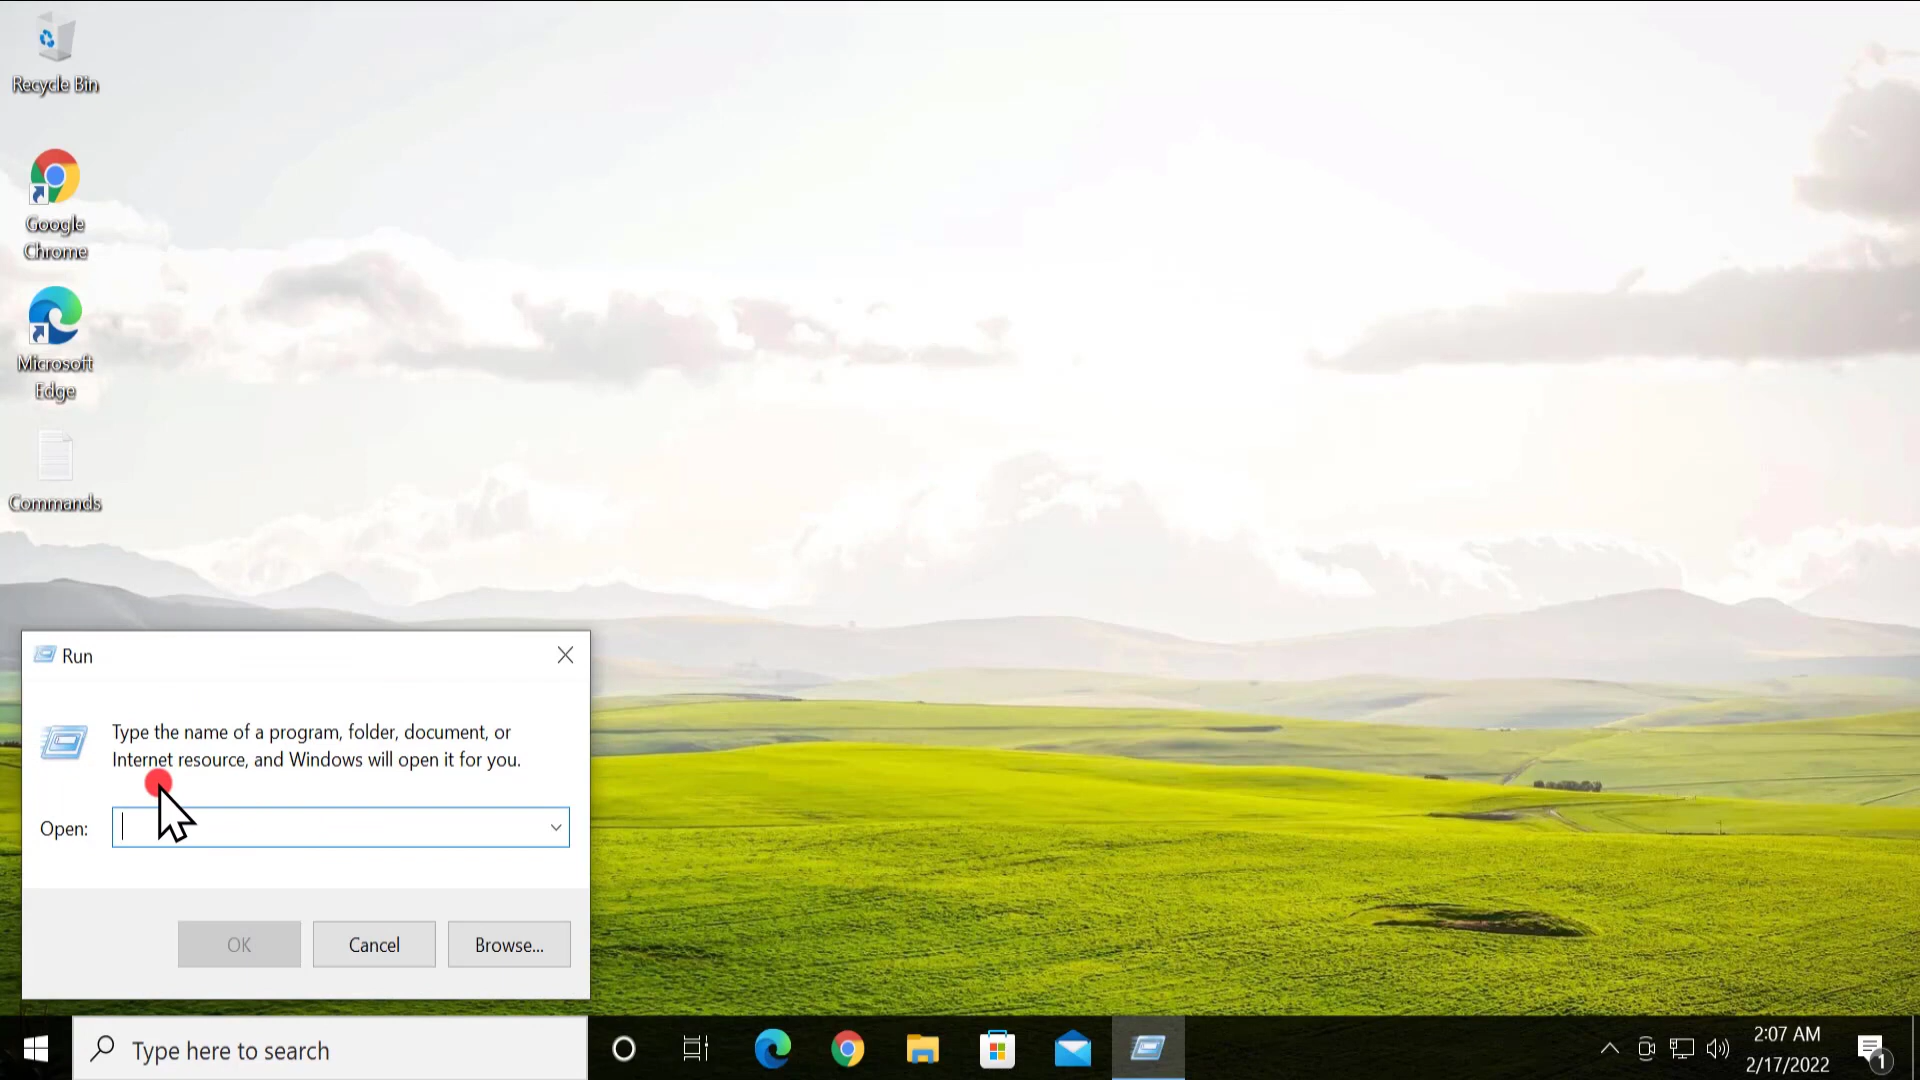 Recycle Bin
Google
Chrome
Microsoft
Edge
Commands
Run
Type the name of a program, folder, document, or
Internet resource, and Windows will open it for you.
Open:
OK
Cancel
Browse...
Type here to search
2:07 AM
2/17/2022
1